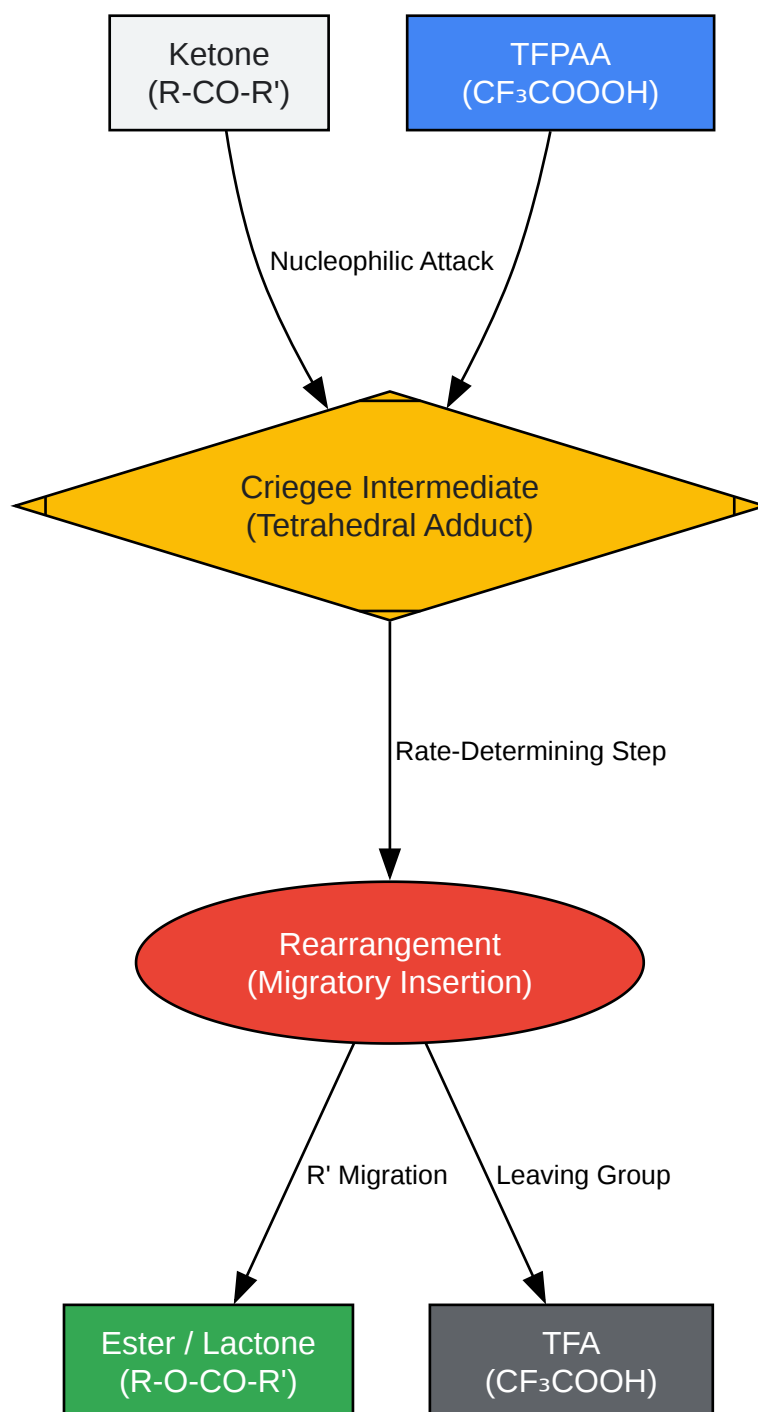 Ketone
(R-CO-R')
TFPAA
(CF₃COOOH)
Nucleophilic Attack
Criegee Intermediate
(Tetrahedral Adduct)
Rate-Determining Step
Rearrangement
(Migratory Insertion)
R' Migration
Leaving Group
Ester / Lactone
(R-O-CO-R')
TFA
(CF₃COOH)